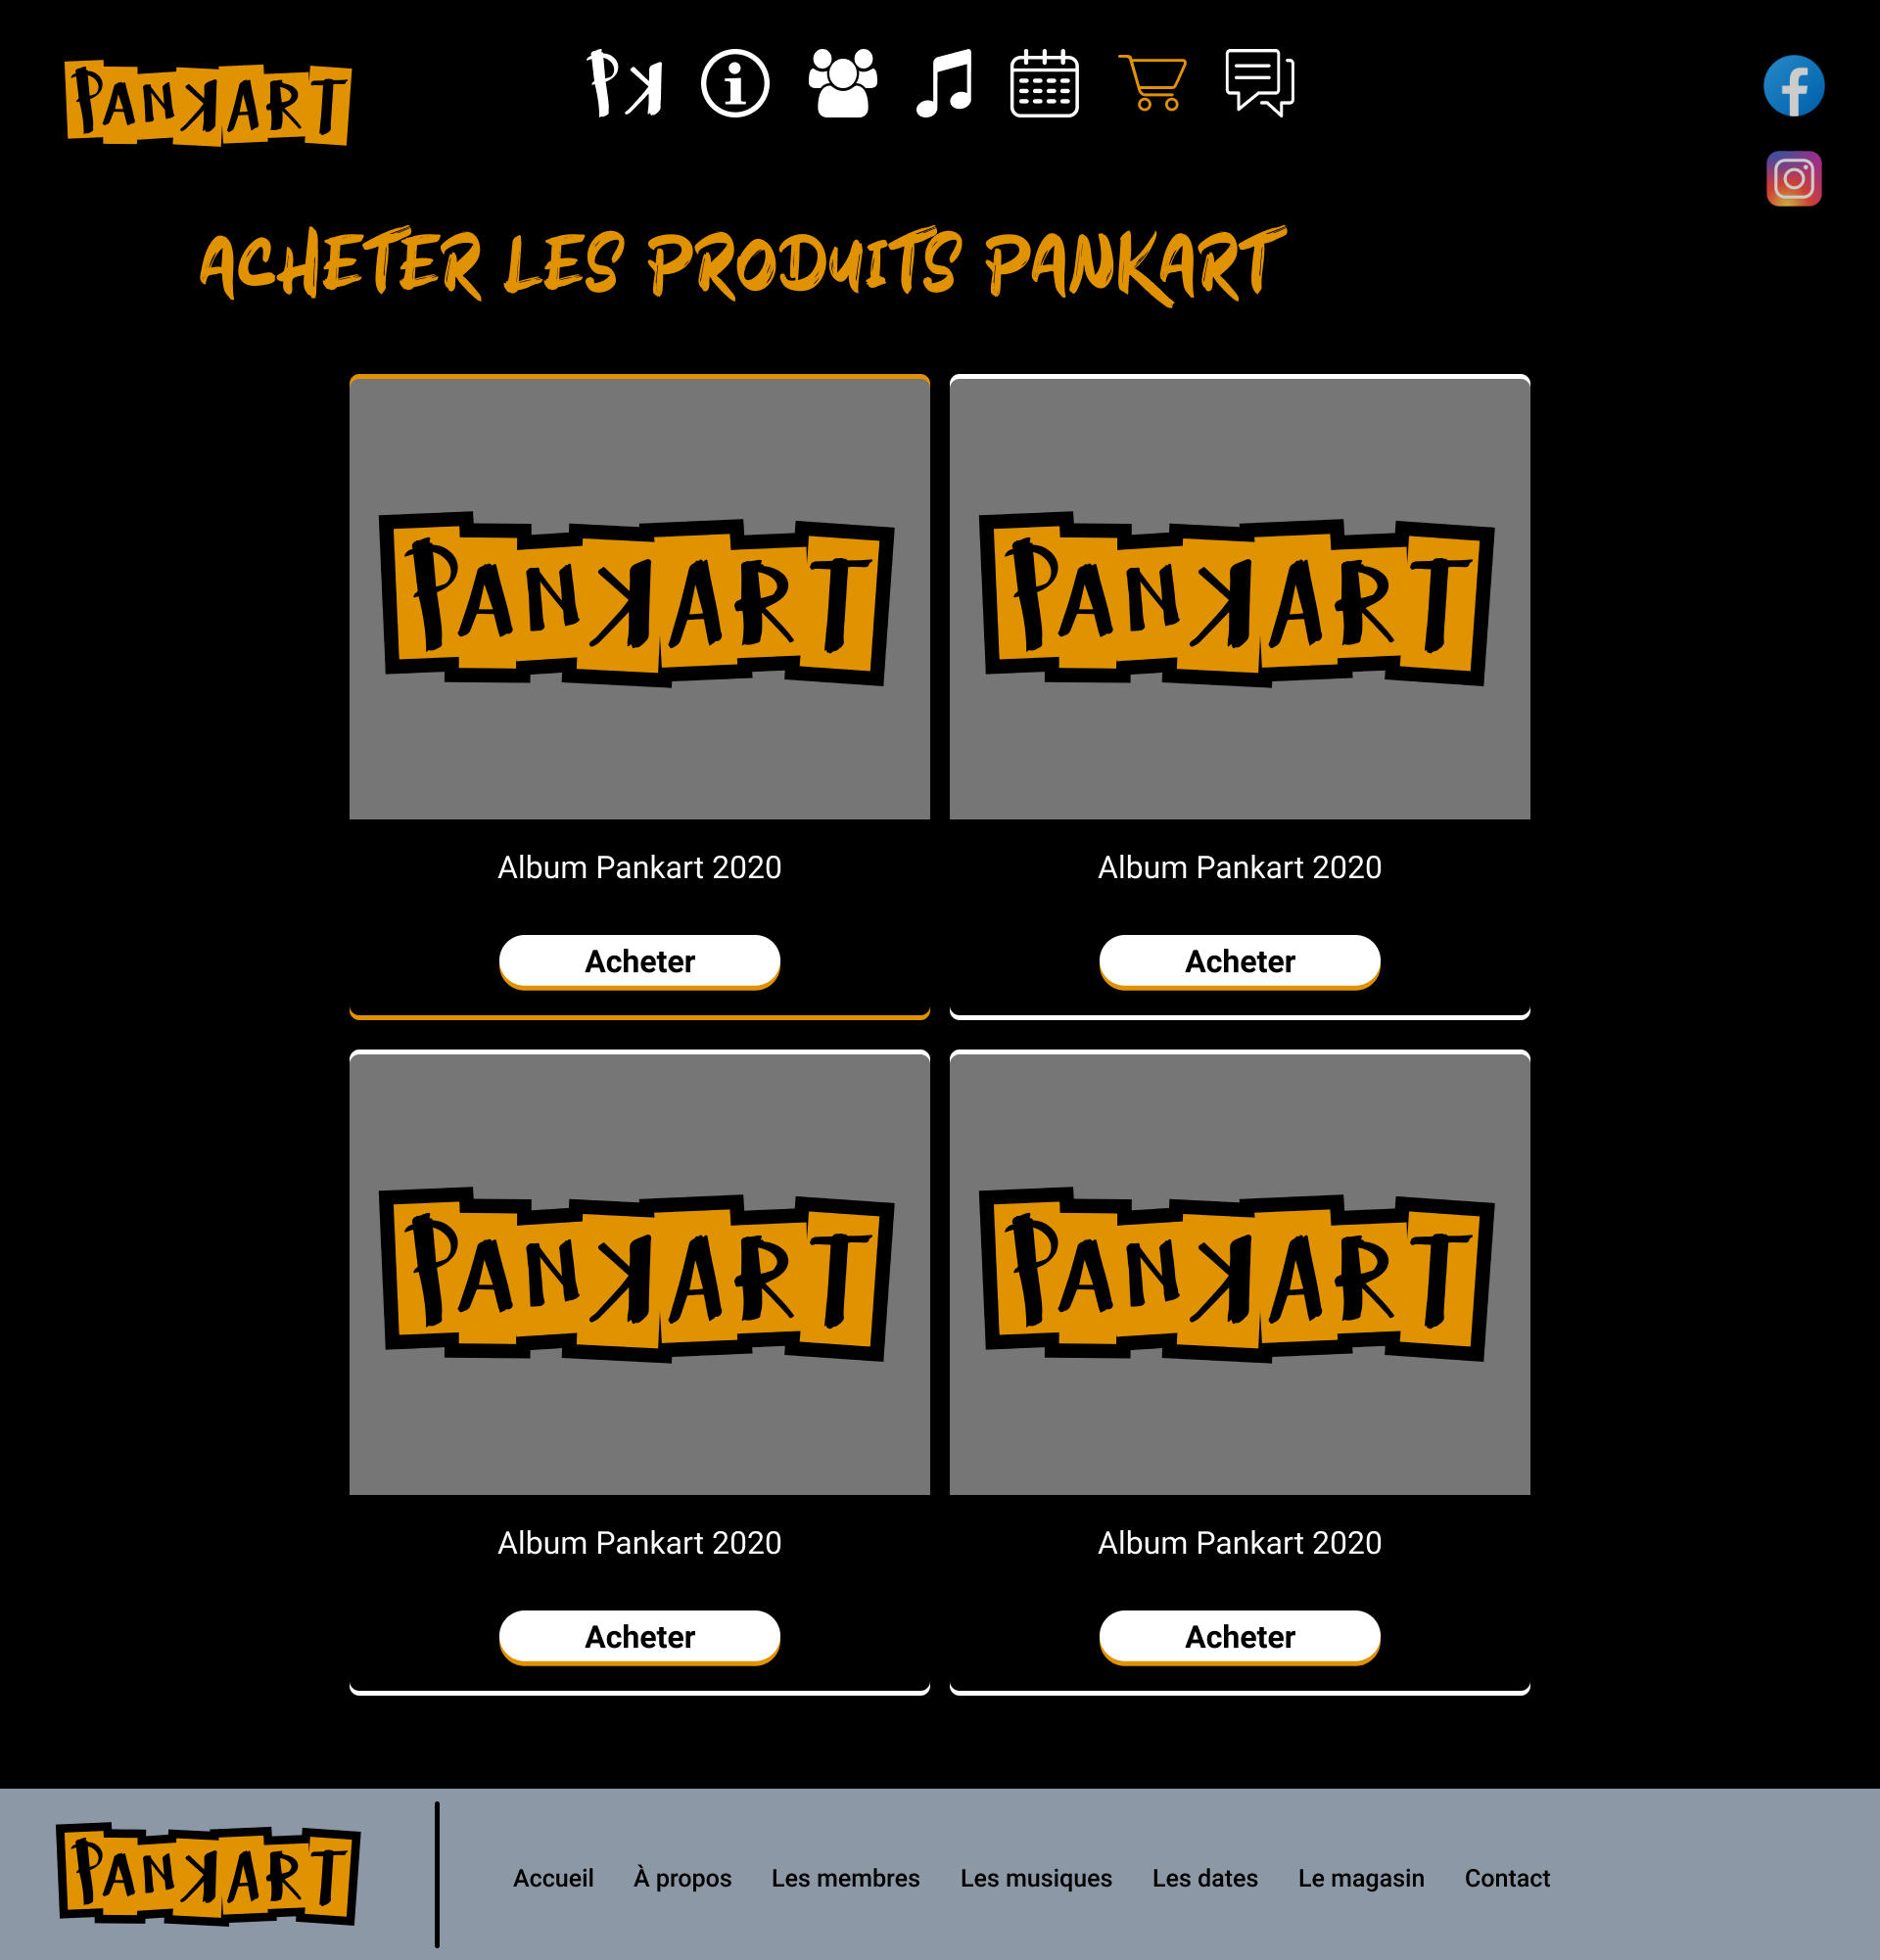 PANKART
PK
ACHETER LES PRODUITS PANKART
PANKART
PANKART
Album Pankart 2020
Album Pankart 2020
Acheter
Acheter
PANKART
PANKART
Album Pankart 2020
Album Pankart 2020
Acheter
Acheter
PANKART
Accueil À propos Les membres Les musiques Les dates Le magasin Contact